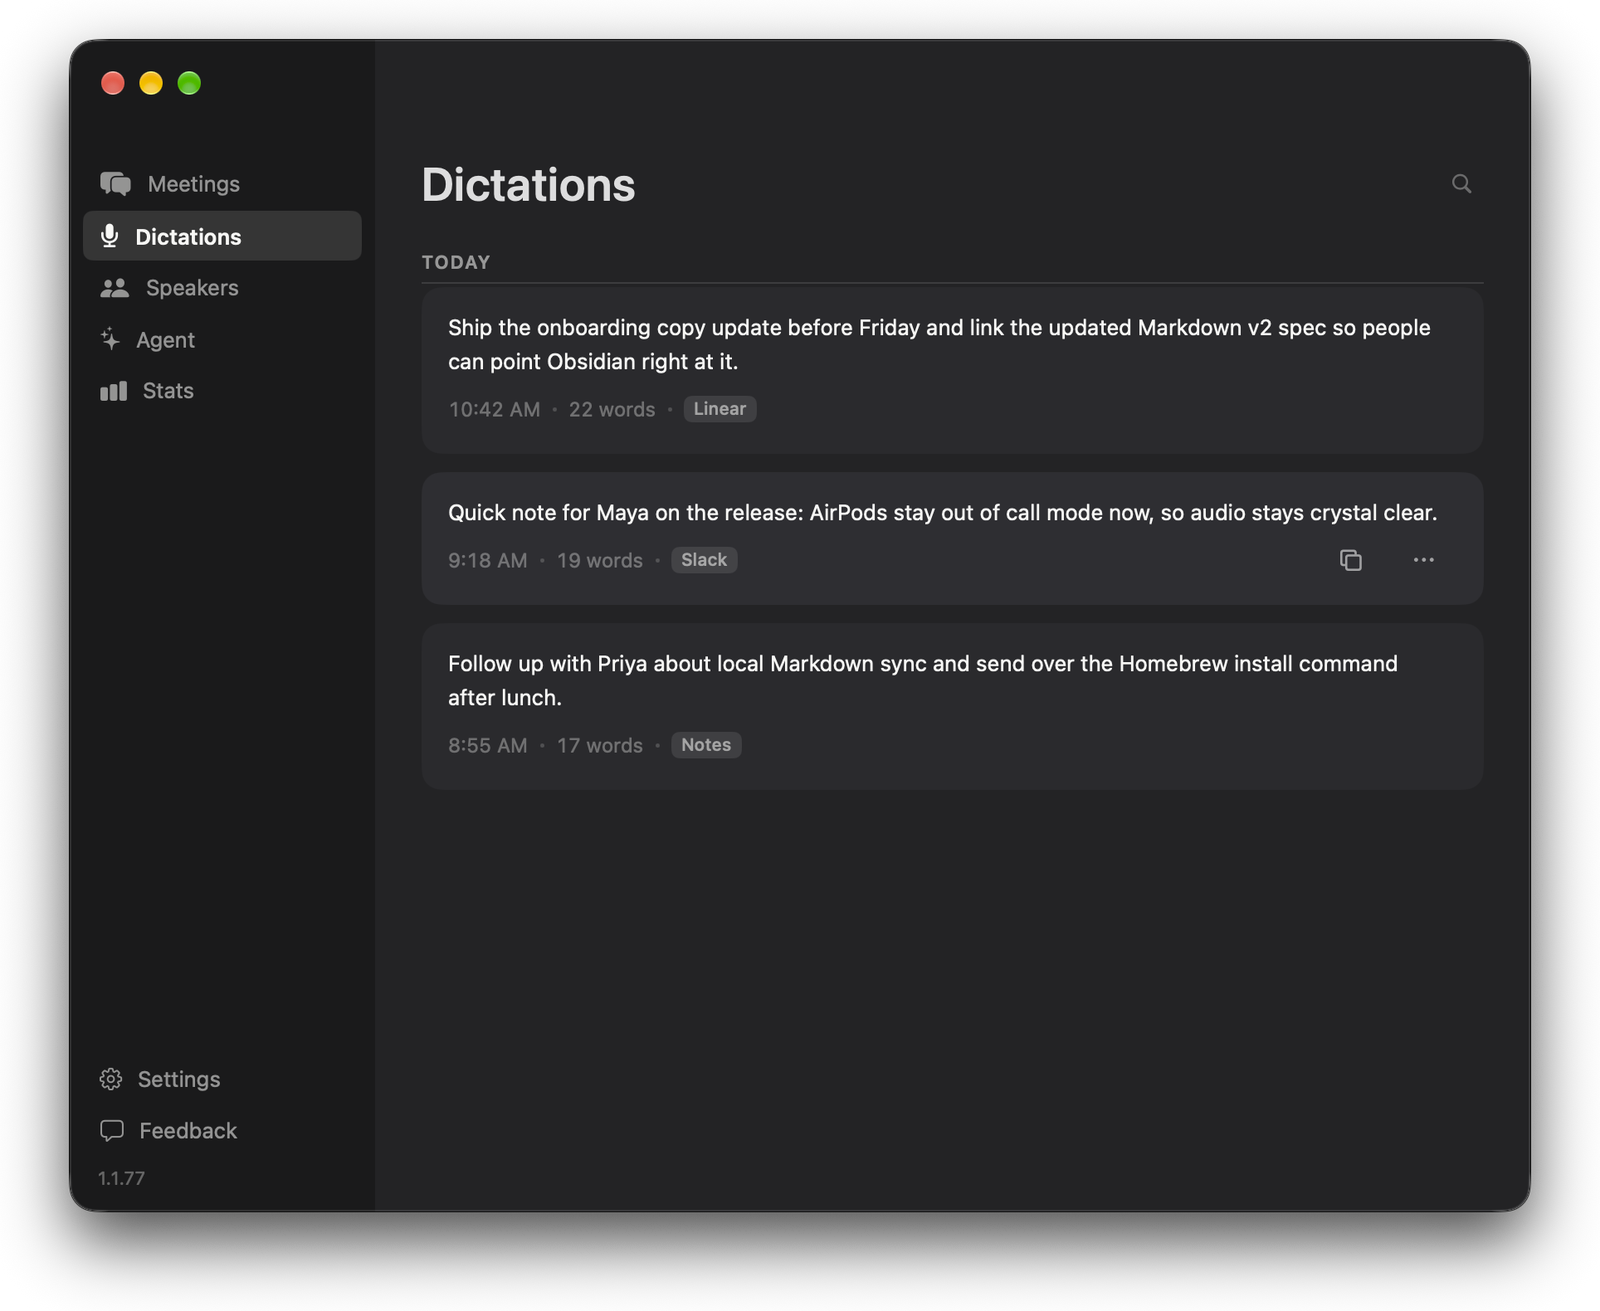 Meetings
Dictations
Speakers
Agent
Stats
Settings
Feedback
1.1.77
Dictations
TODAY
Ship the onboarding copy update before Friday and link the updated Markdown v2 spec so people
can point Obsidian right at it.
10:42 AM • 22 words • Linear
Quick note for Maya on the release: AirPods stay out of call mode now, so audio stays crystal clear.
9:18 AM • 19 words • Slack
Follow up with Priya about local Markdown sync and send over the Homebrew install command
after lunch.
8:55 AM • 17 words • Notes